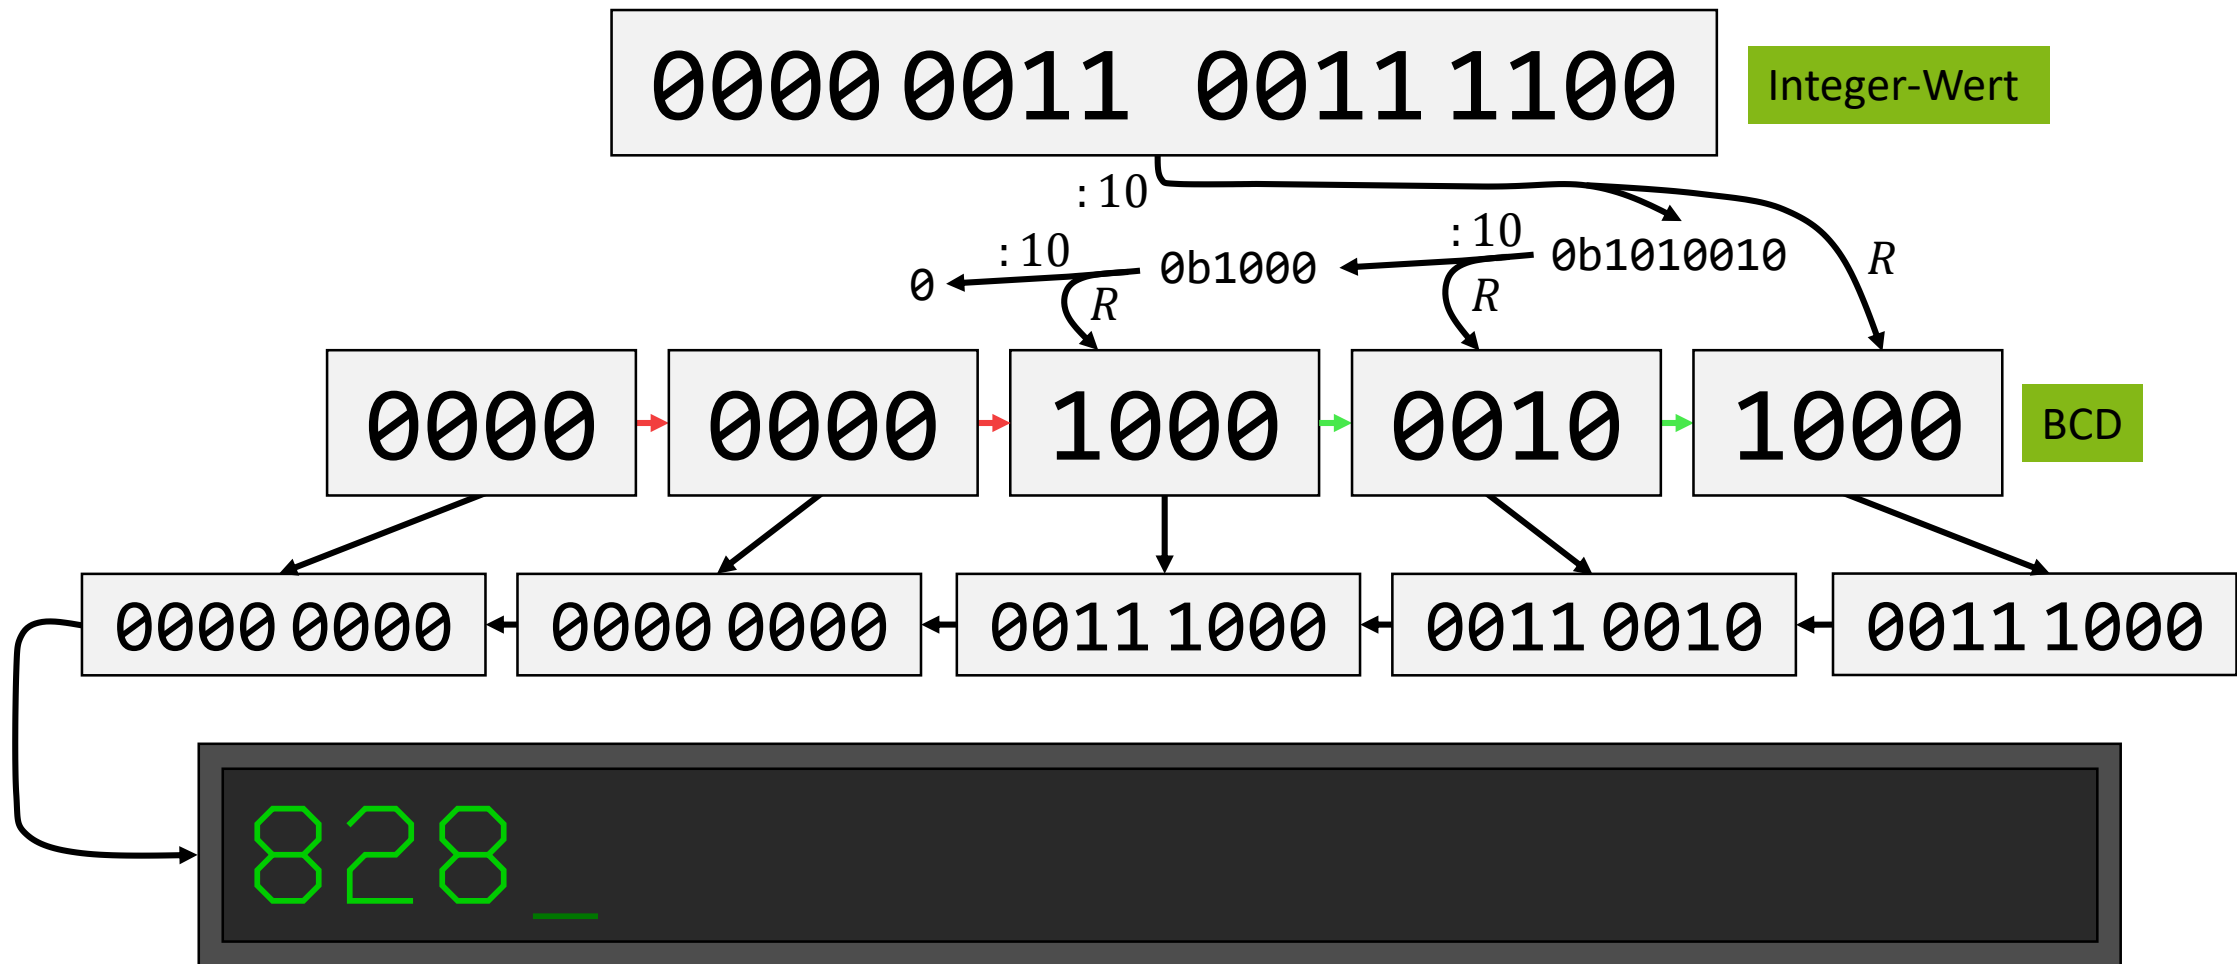 0000 0011 0011 1100 Integer-Wert
:10
0 :10 0b1000 :10 0b1010010 R
R R
0000 0000 1000 0010 1000 BCD
0000 0000 0000 0000 0011 1000 0011 0010 0011 1000
828_